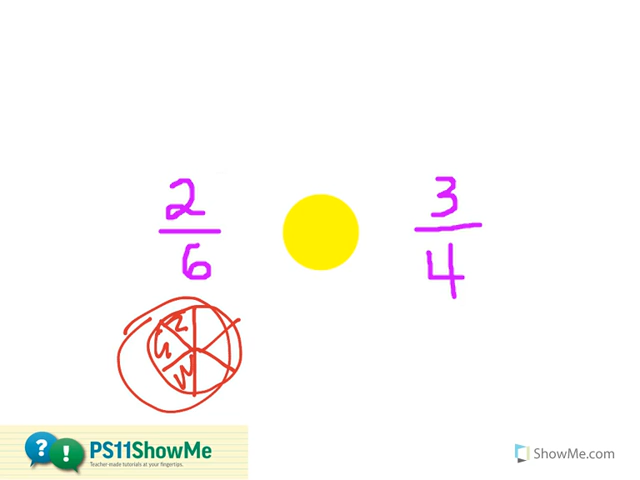 2 3
6 4
? !
PS11ShowMe
Teacher-made tutorials at your fingertips.
ShowMe.com